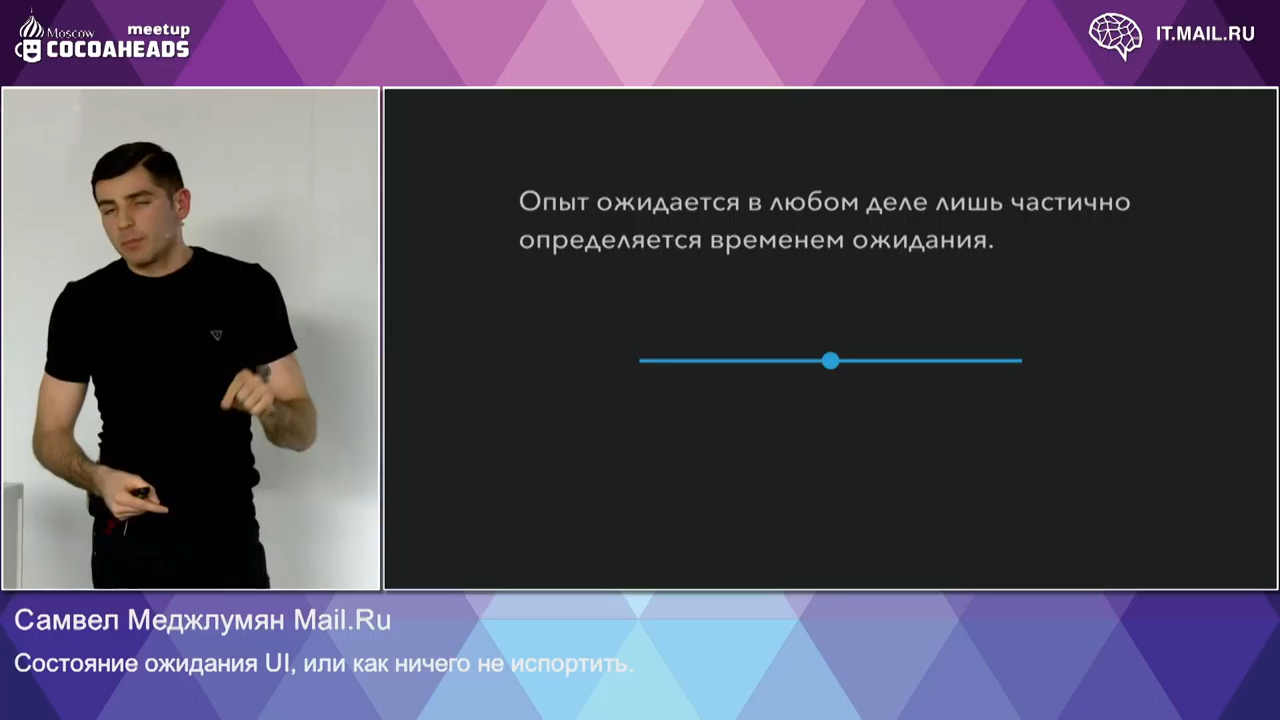 Moscow
meetup
COCOAHEADS
IT.MAIL.RU
Опыт ожидается в любом деле лишь частично
определяется временем ожидания.
Самвел Меджлумян Mail.Ru
Состояние ожидания UI, или как ничего не испортить.